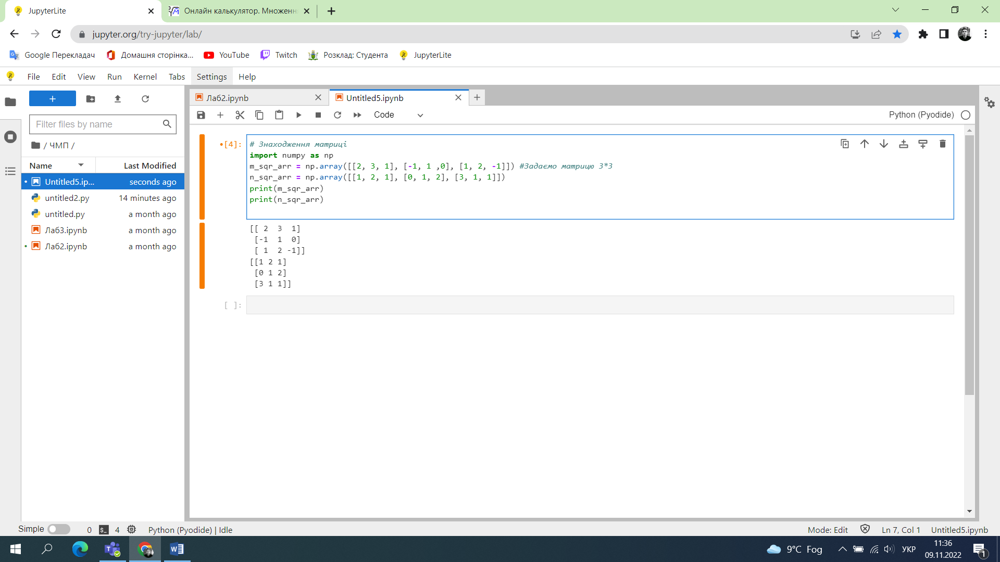 JupyterLite
Онлайн калькулятор. Множенн
jupyter.org/try-jupyter/lab/
Google Перекладач
Домашня сторінка...
YouTube
Twitch
Розклад: Студента
JupyterLite
File Edit View Run Kernel Tabs Settings Help
Лаб2.ipynb
Untitled5.ipynb
Code
Python (Pyodide)
Filter files by name
/ ЧМП /
Name Last Modified
Untitled5.ip... seconds ago
untitled2.py 14 minutes ago
untitled.py a month ago
Лаб3.ipynb a month ago
Лаб2.ipynb a month ago
•[4]:
# Знаходження матриці
import numpy as np
m_sqr_arr = np.array([[2, 3, 1], [-1, 1 ,0], [1, 2, -1]]) #Задаємо матрицю 3*3
n_sqr_arr = np.array([[1, 2, 1], [0, 1, 2], [3, 1, 1]])
print(m_sqr_arr)
print(n_sqr_arr)
[[ 2  3  1]
 [-1  1  0]
 [ 1  2 -1]]
[[1 2 1]
 [0 1 2]
 [3 1 1]]
[ ]:
Simple 0 $_ 4 Python (Pyodide) | Idle
Mode: Edit Ln 7, Col 1 Untitled5.ipynb
9°C Fog
УКР
11:36
09.11.2022
1